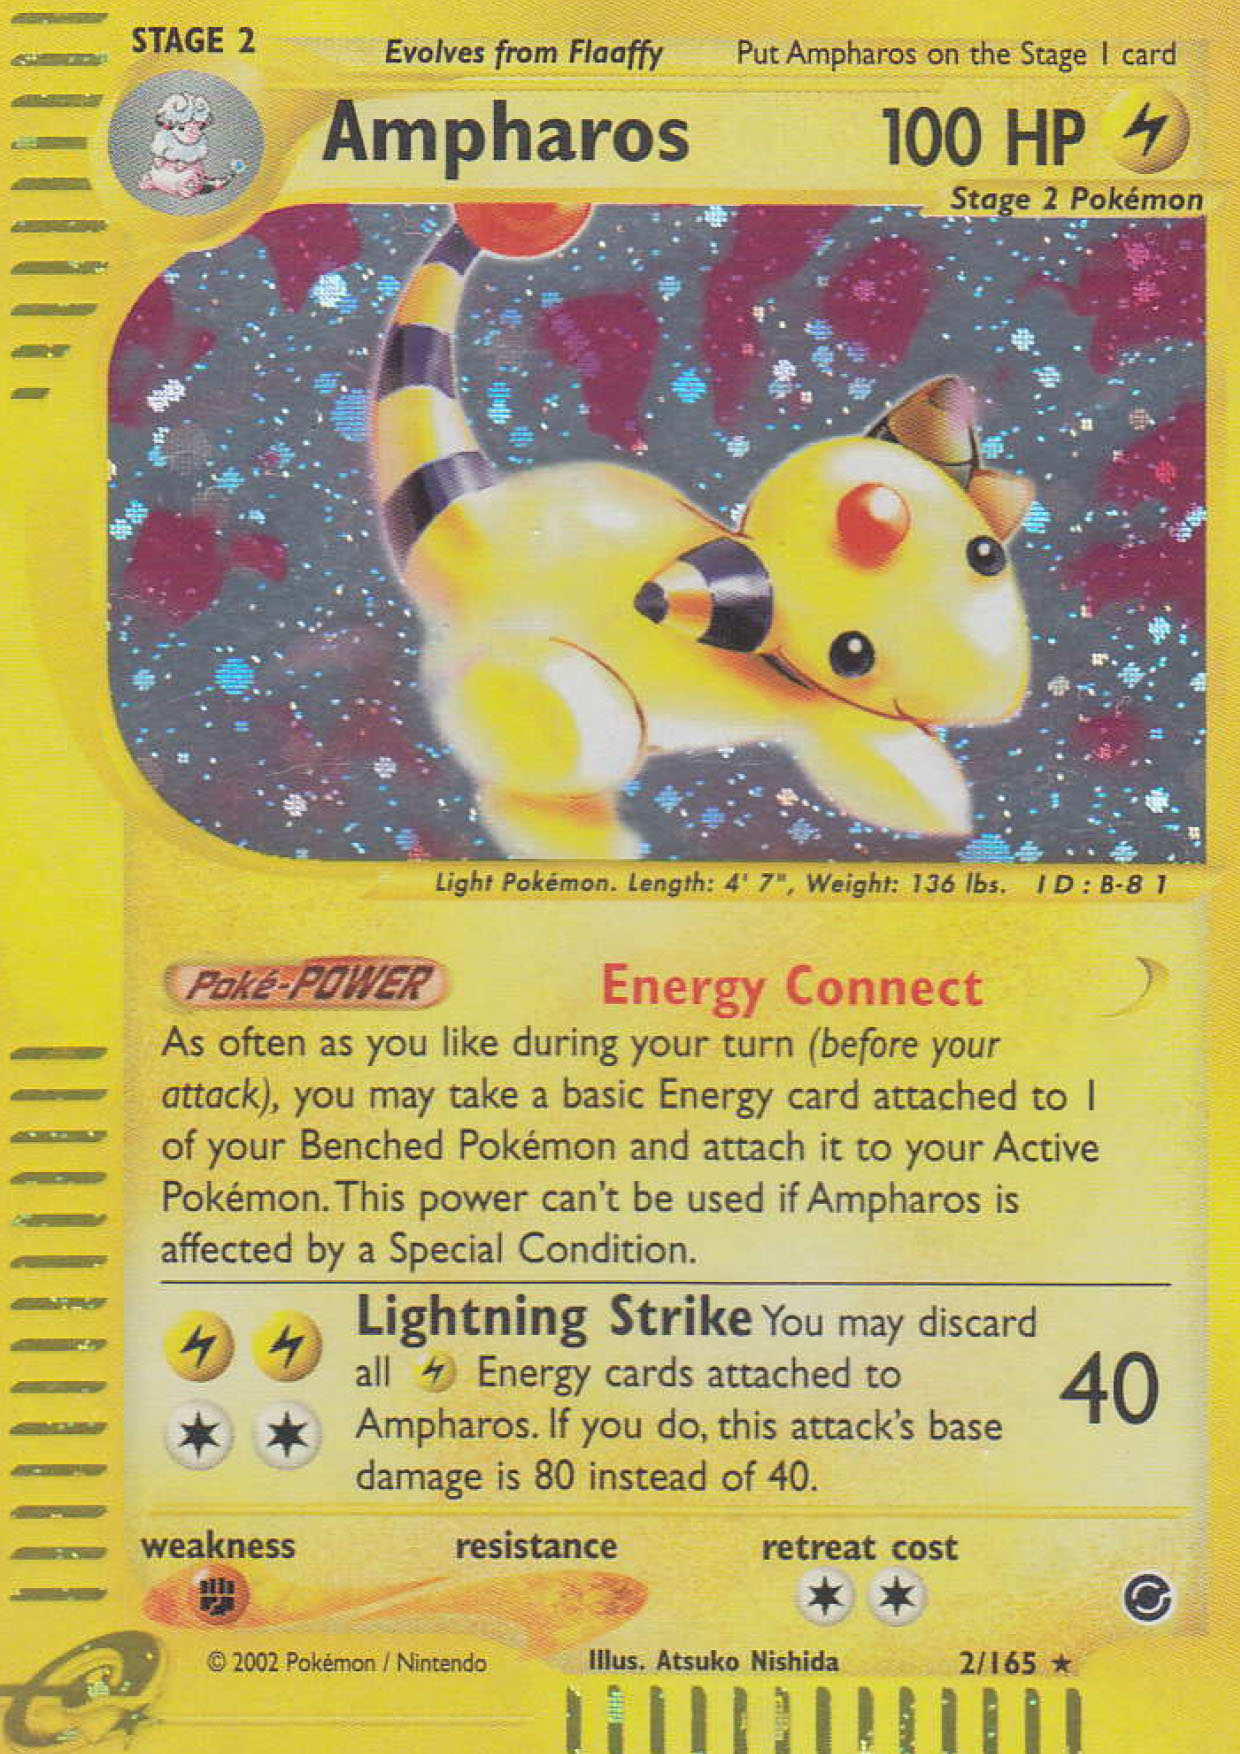 STAGE 2
Evolves from Flaaffy
Put Ampharos on the Stage 1 card
Ampharos
100 HP
Stage 2 Pokémon
Light Pokémon. Length: 4' 7", Weight: 136 lbs. ID : B-8 1
Poké-POWER
Energy Connect
As often as you like during your turn (before your
attack), you may take a basic Energy card attached to 1
of your Benched Pokémon and attach it to your Active
Pokémon. This power can't be used if Ampharos is
affected by a Special Condition.
Lightning Strike You may discard
all Energy cards attached to
Ampharos. If you do, this attack's base
damage is 80 instead of 40.
40
weakness
resistance
retreat cost
© 2002 Pokémon / Nintendo
Illus. Atsuko Nishida
2/165 ★